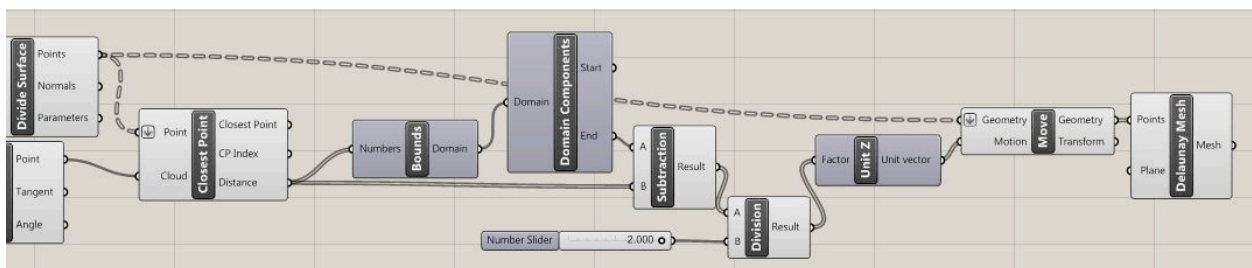 Divide Surface
Points
Normals
Parameters
Point
Tangent
Angle
Point
Cloud
Closest Point
Closest Point
CP Index
Distance
Numbers
Bounds
Domain
Domain
Domain Components
Start
End
A
B
Subtraction
Result
Number Slider
2.000
A
B
Division
Result
Factor
Unit Z
Unit vector
Geometry
Motion
Move
Geometry
Transform
Points
Plane
Delaunay Mesh
Mesh